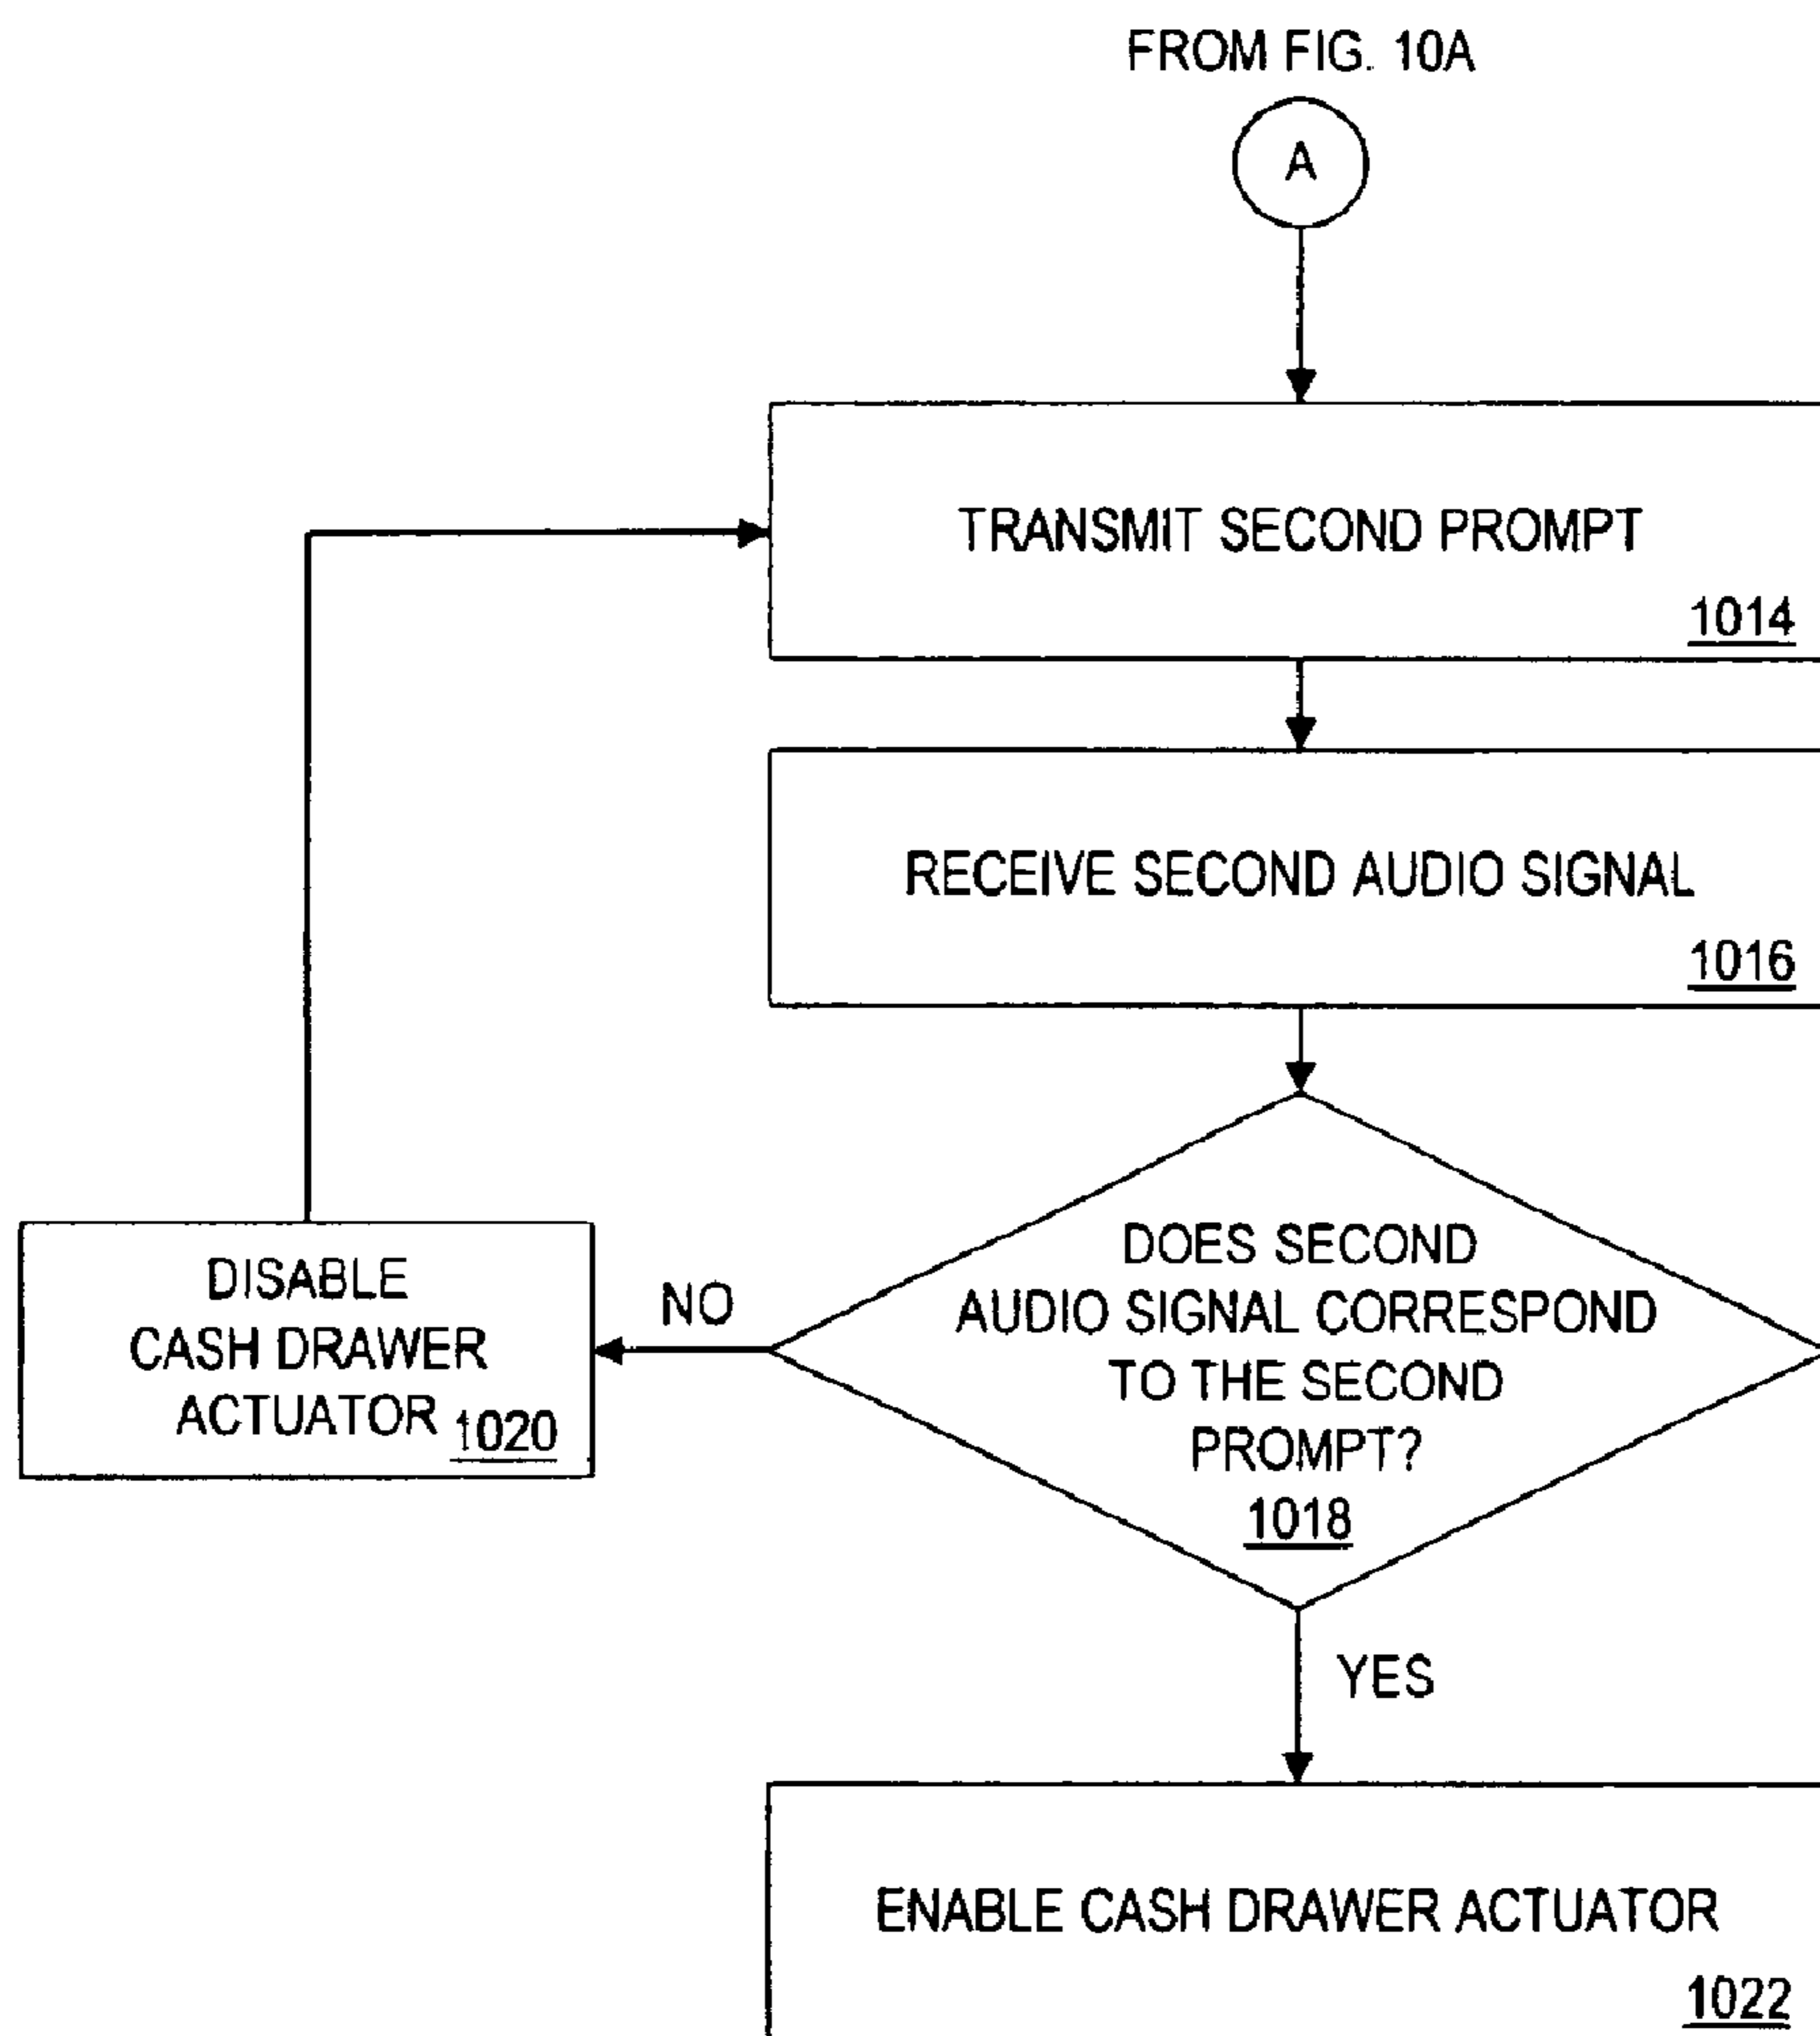 FROM FIG. 10A
A
TRANSMIT SECOND PROMPT
1014
RECEIVE SECOND AUDIO SIGNAL
1016
DOES SECOND
AUDIO SIGNAL CORRESPOND
TO THE SECOND
PROMPT?
1018
NO
DISABLE
CASH DRAWER
ACTUATOR 1020
YES
ENABLE CASH DRAWER ACTUATOR
1022